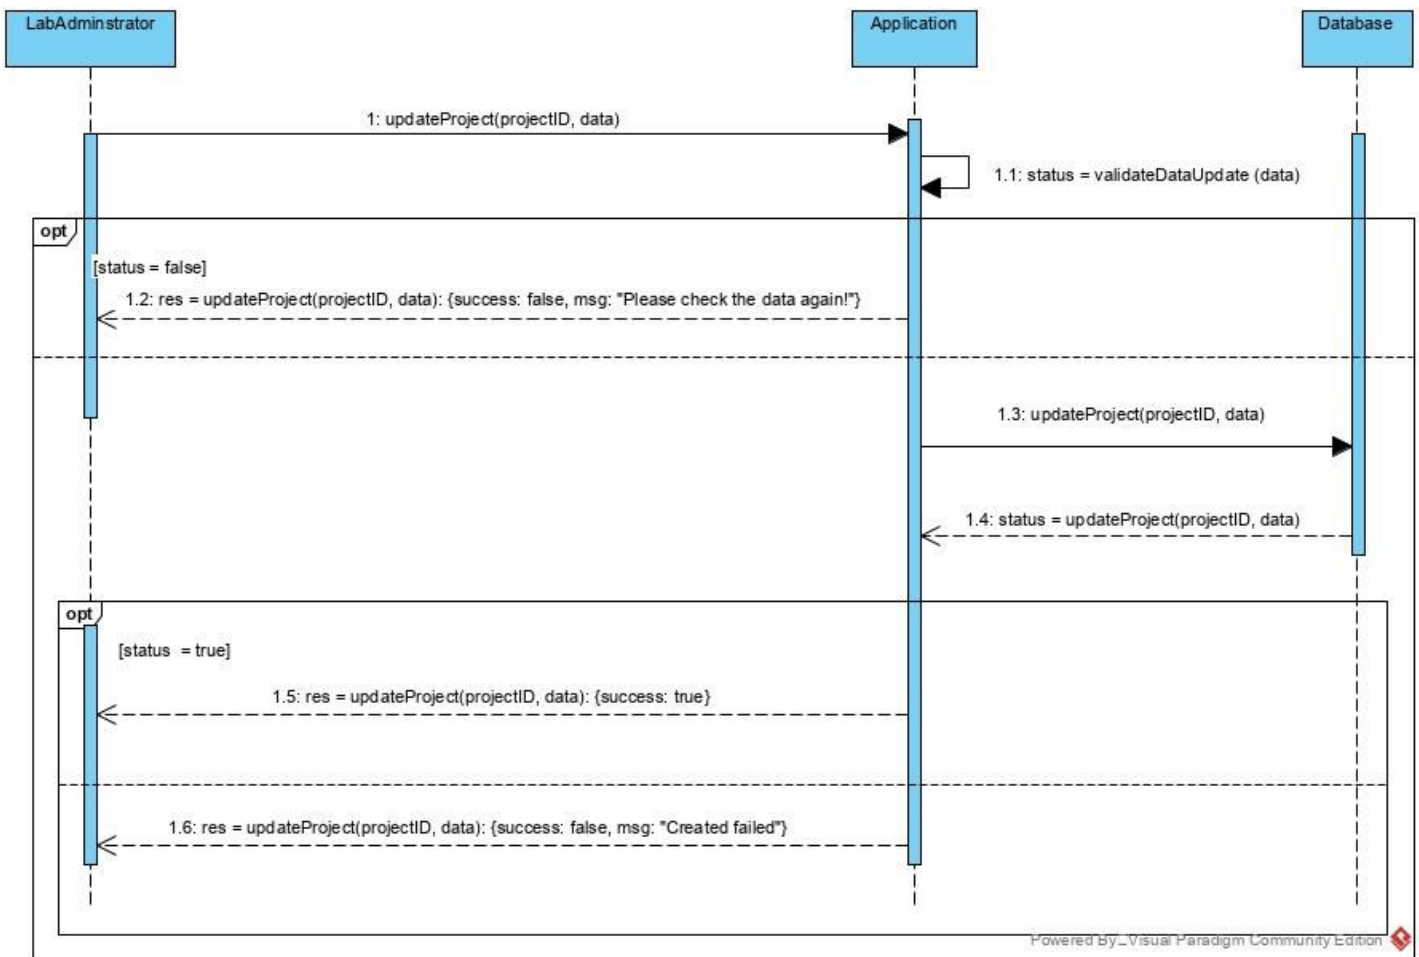 LabAdminstrator
Application
Database
1: updateProject(projectID, data)
1.1: status = validateDataUpdate (data)
opt
[status = false]
1.2: res = updateProject(projectID, data): {success: false, msg: "Please check the data again!"}
1.3: updateProject(projectID, data)
1.4: status = updateProject(projectID, data)
opt
[status = true]
1.5: res = updateProject(projectID, data): {success: true}
1.6: res = updateProject(projectID, data): {success: false, msg: "Created failed"}
Powered By Visual Paradigm Community Edition